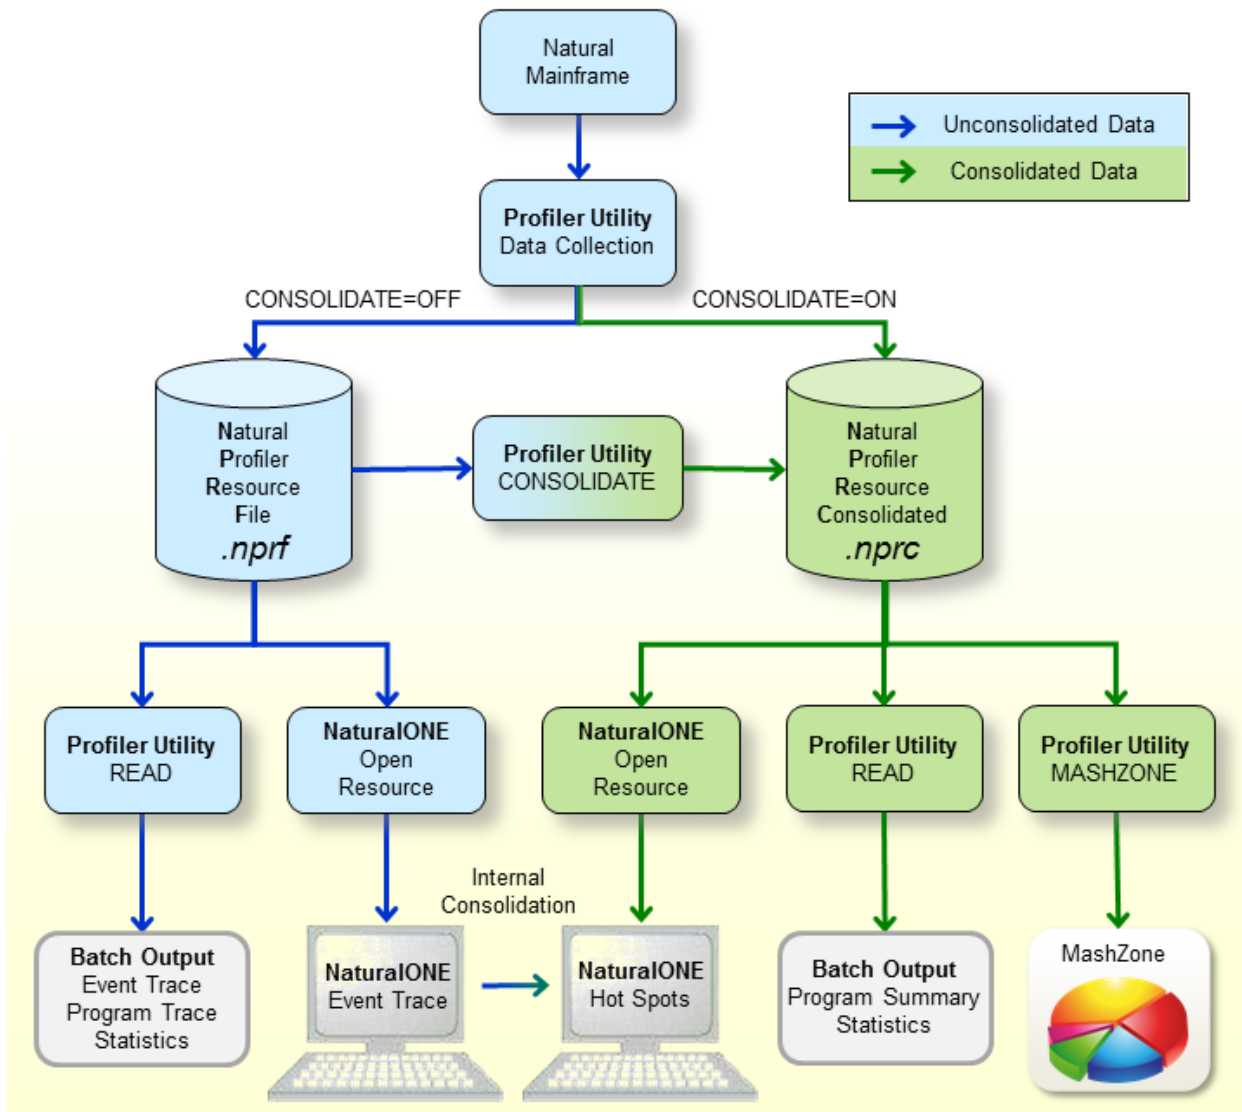 Natural
Mainframe
Unconsolidated Data
Consolidated Data
Profiler Utility
Data Collection
CONSOLIDATE=OFF
CONSOLIDATE=ON
Natural
Profiler
Resource
File
.nprf
Profiler Utility
CONSOLIDATE
Natural
Profiler
Resource
Consolidated
.nprc
Profiler Utility
READ
NaturalONE
Open
Resource
NaturalONE
Open
Resource
Profiler Utility
READ
Profiler Utility
MASHZONE
Internal
Consolidation
Batch Output
Event Trace
Program Trace
Statistics
NaturalONE
Event Trace
NaturalONE
Hot Spots
Batch Output
Program Summary
Statistics
MashZone